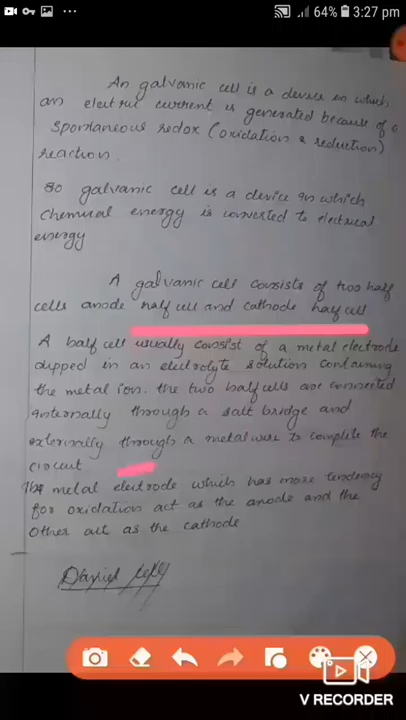 64% 3:27 pm
An galvanic cell is a device in which
an electric current is generated because of a
spontaneous redox (oxidation & reduction)
reaction.
so galvanic cell is a device in which
chemical energy is converted to electrical
energy
A galvanic cell consists of two half
cells anode half cell and cathode half cell
A half cell usually consist of a metal electrode
dipped in an electrolyte solution containing
the metal ion. the two half cells are connected
internally through a salt bridge and
externally through a metal wire to complete the
circuit
The metal electrode which has more tendency
for oxidation act as the anode and the
other act as the cathode
V RECORDER